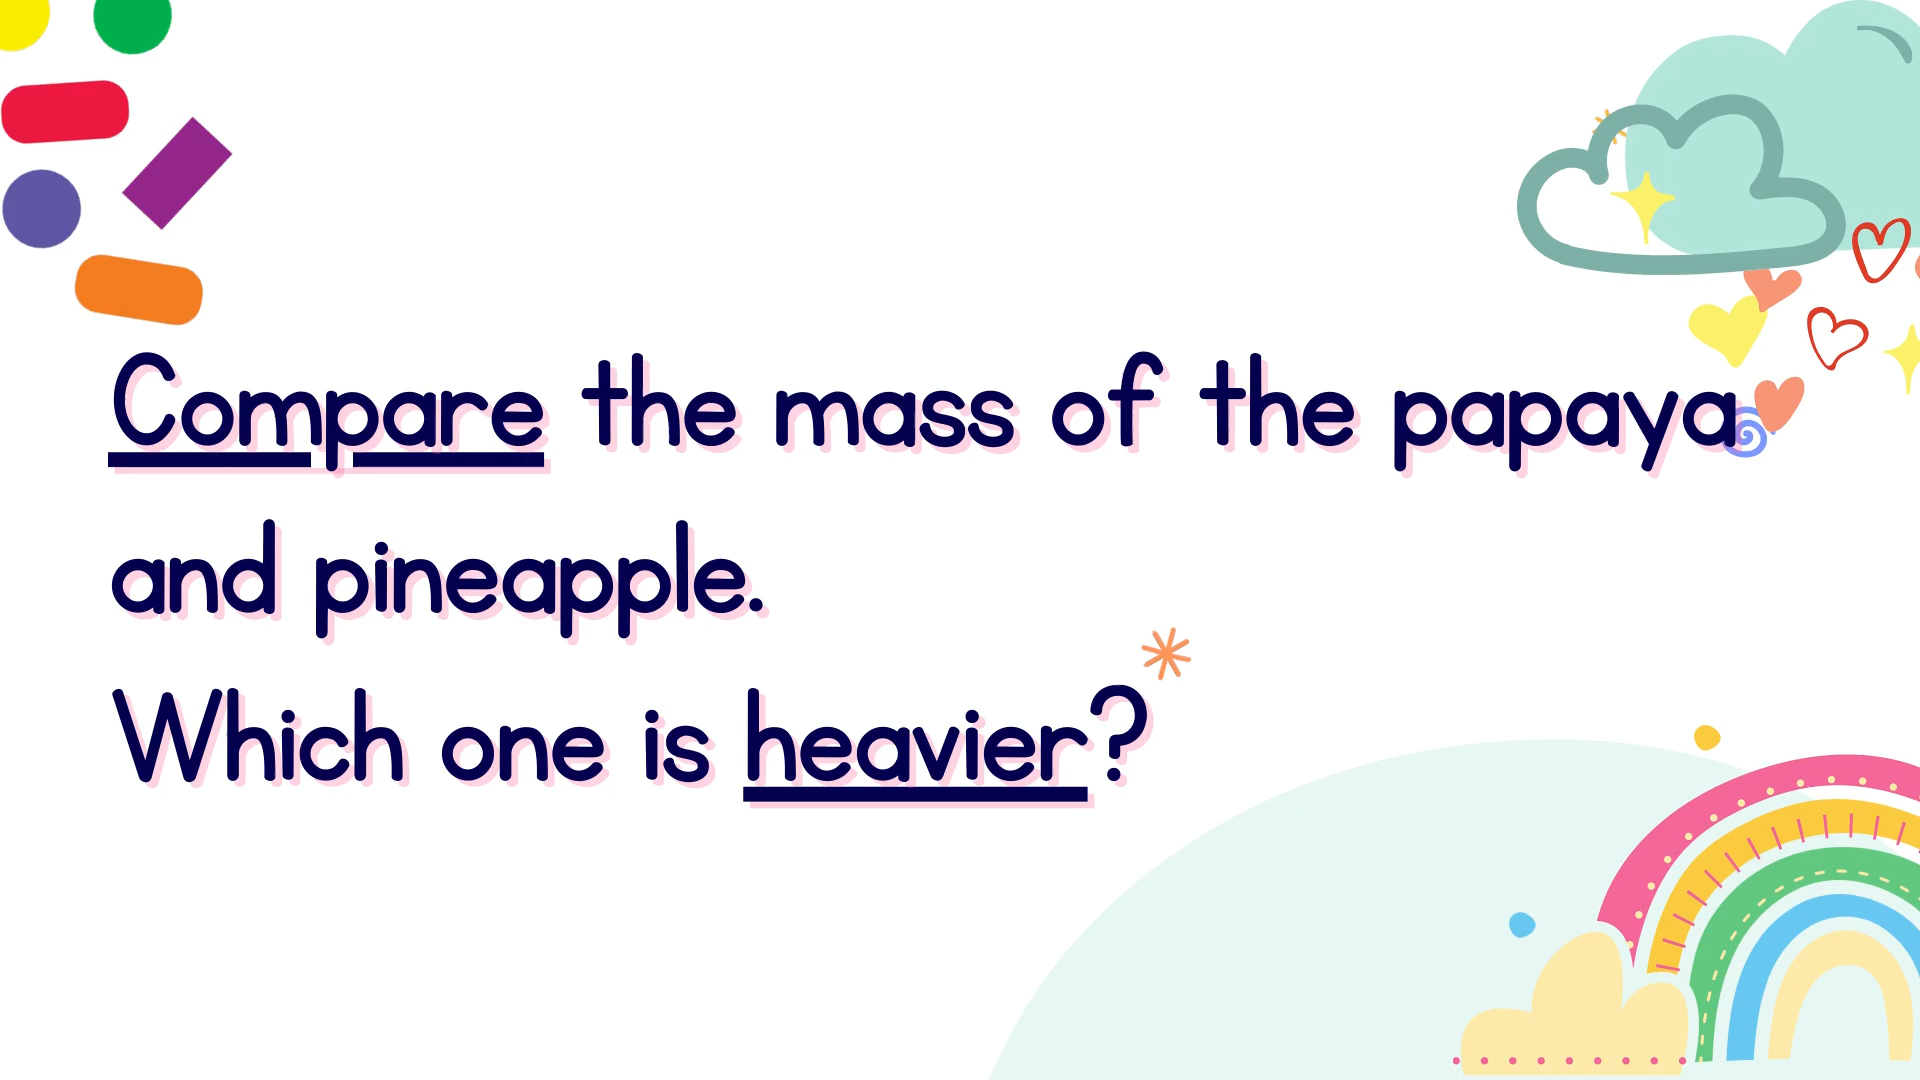 Compare the mass of the papaya
and pineapple.
Which one is heavier?